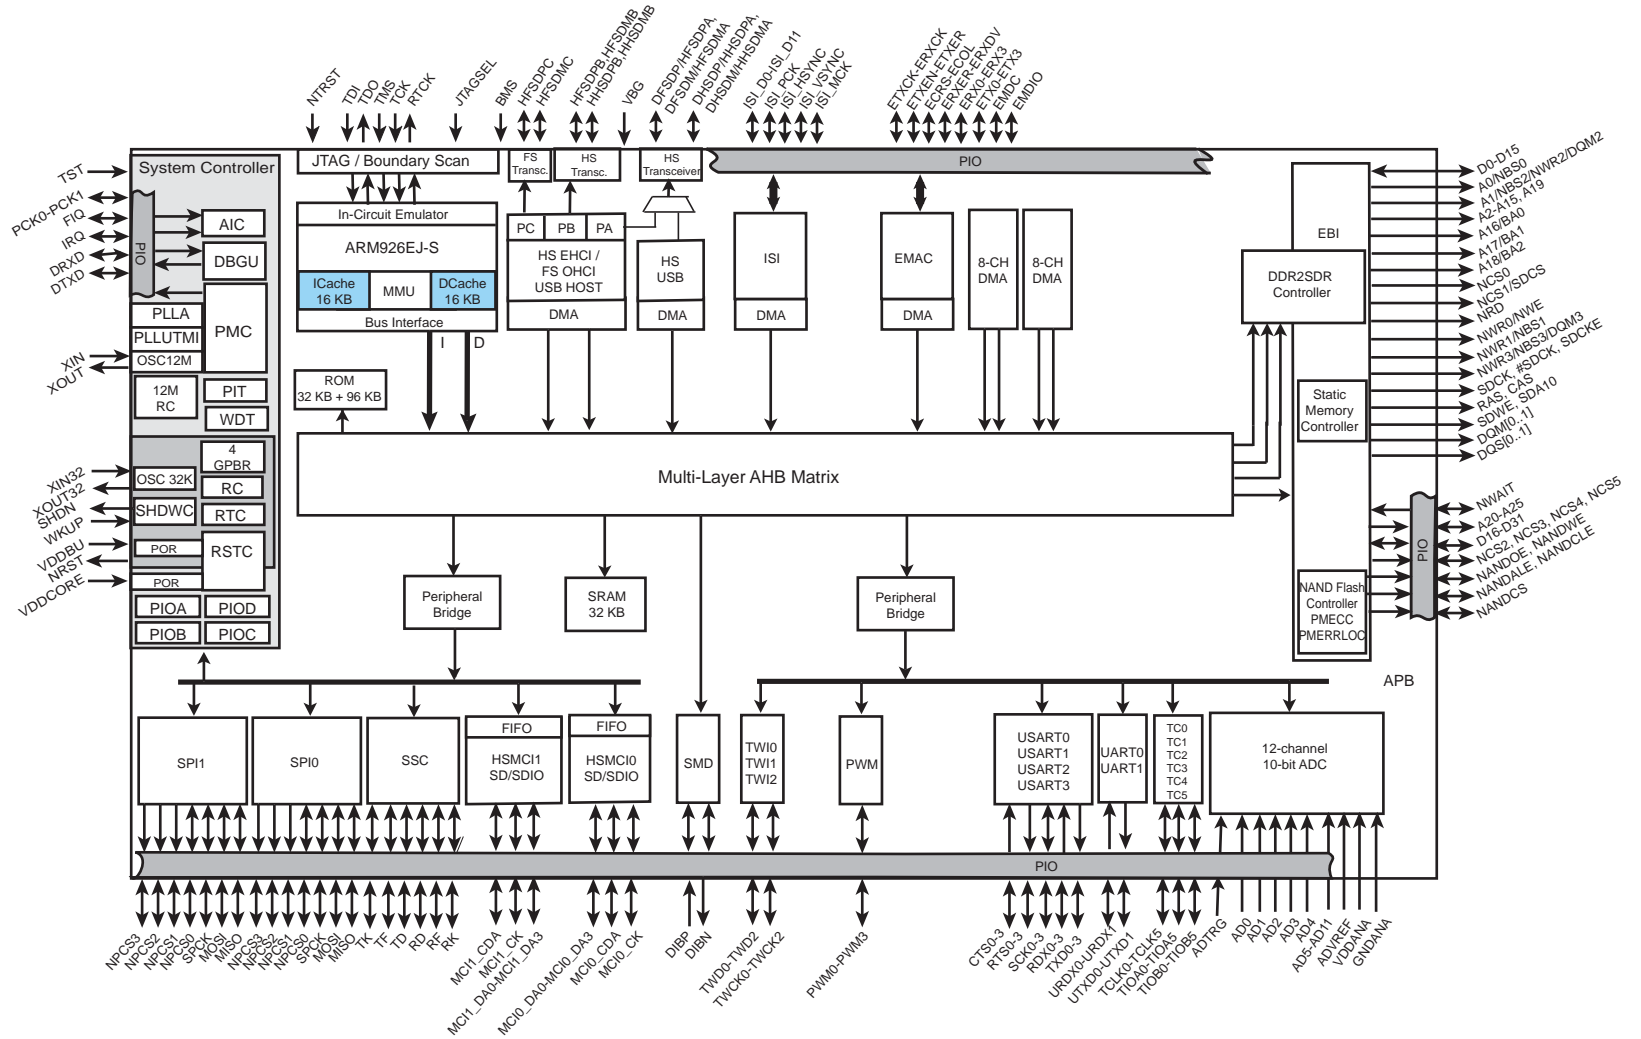 NTRST
TDI
TDO
TMS
TCK
RTCK
JTAGSEL
BMS
HFSDPC
HFSDMC
HFSDPB,HFSDMB
HHSDPB,HHSDMB
VBG
DFSDP/HFSDPA,
DFSDM/HFSDMA
DHSDP/HHSDPA,
DHSDM/HHSDMA
ISI_D0-ISI_D11
ISI_PCK
ISI_HSYNC
ISI_VSYNC
ISI_MCK
ETXCK-ERXCK
ETXEN-ETXER
ECRS-ECOL
ERXER-ERXDV
ERX0-ERX3
ETX0-ETX3
EMDC
EMDIO
TST
PCK0-PCK1
FIQ
IRQ
DRXD
DTXD
XIN
XOUT
XIN32
XOUT32
SHDN
WKUP
VDDBU
NRST
VDDCORE
System Controller
PIO
AIC
DBGU
PMC
PLLA
PLLUTMI
OSC12M
12M
RC
PIT
WDT
4
GPBR
OSC 32K
RC
SHDWC
RTC
RSTC
POR
POR
PIOA
PIOD
PIOB
PIOC
JTAG / Boundary Scan
In-Circuit Emulator
ARM926EJ-S
ICache
16 KB
MMU
DCache
16 KB
Bus Interface
I
D
ROM
32 KB + 96 KB
FS
Transc.
HS
Transc.
HS
Transceiver
PC
PB
PA
HS EHCI /
FS OHCI
USB HOST
DMA
HS
USB
DMA
PIO
ISI
DMA
EMAC
DMA
8-CH
DMA
8-CH
DMA
EBI
DDR2SDR
Controller
Static
Memory
Controller
NAND Flash
Controller
PMECC
PMERRLOC
PIO
D0-D15
A0/NBS0
A1/NBS2/NWR2/DQM2
A2-A15, A19
A16/BA0
A17/BA1
A18/BA2
NCS0
NCS1/SDCS
NRD
NWR0/NWE
NWR1/NBS1
NWR3/NBS3/DQM3
SDCK, #SDCK, SDCKE
RAS, CAS
SDWE, SDA10
DQM[0..1]
DQS[0..1]
NWAIT
A20-A25
D16-D31
NCS2, NCS3, NCS4, NCS5
NANDOE, NANDWE
NANDALE, NANDCLE
NANDCS
Multi-Layer AHB Matrix
Peripheral
Bridge
SRAM
32 KB
Peripheral
Bridge
APB
SPI1
SPI0
SSC
FIFO
HSMCI1
SD/SDIO
FIFO
HSMCI0
SD/SDIO
SMD
TWI0
TWI1
TWI2
PWM
USART0
USART1
USART2
USART3
UART0
UART1
TC0
TC1
TC2
TC3
TC4
TC5
12-channel
10-bit ADC
PIO
NPCS3
NPCS2
NPCS1
NPCS0
SPCK
MOSI
MISO
NPCS3
NPCS2
NPCS1
NPCS0
SPCK
MOSI
MISO
TK
TF
TD
RD
RF
RK
MCI1_CDA
MCI1_CK
MCI1_DA0-MCI1_DA3
MCI0_DA0-MCI0_DA3
MCI0_CDA
MCI0_CK
DIBP
DIBN
TWD0-TWD2
TWCK0-TWCK2
PWM0-PWM3
CTS0-3
RTS0-3
SCK0-3
RDX0-3
TXD0-3
URDX0-URDX1
UTXD0-UTXD1
TCLK0-TCLK5
TIOA0-TIOA5
TIOB0-TIOB5
ADTRG
AD0
AD1
AD2
AD3
AD4
AD5-AD11
ADVREF
VDDANA
GNDANA